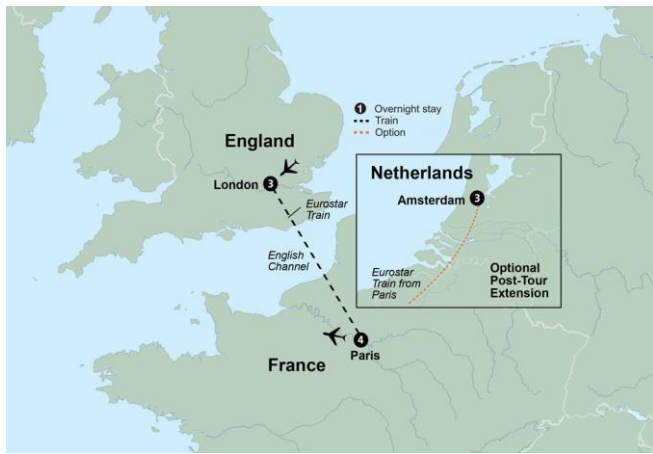 1 Overnight stay
Train
Option
England
London 3
Eurostar
Train
English
Channel
Netherlands
Amsterdam 3
Eurostar
Train from
Paris
Optional
Post-Tour
Extension
4
Paris
France